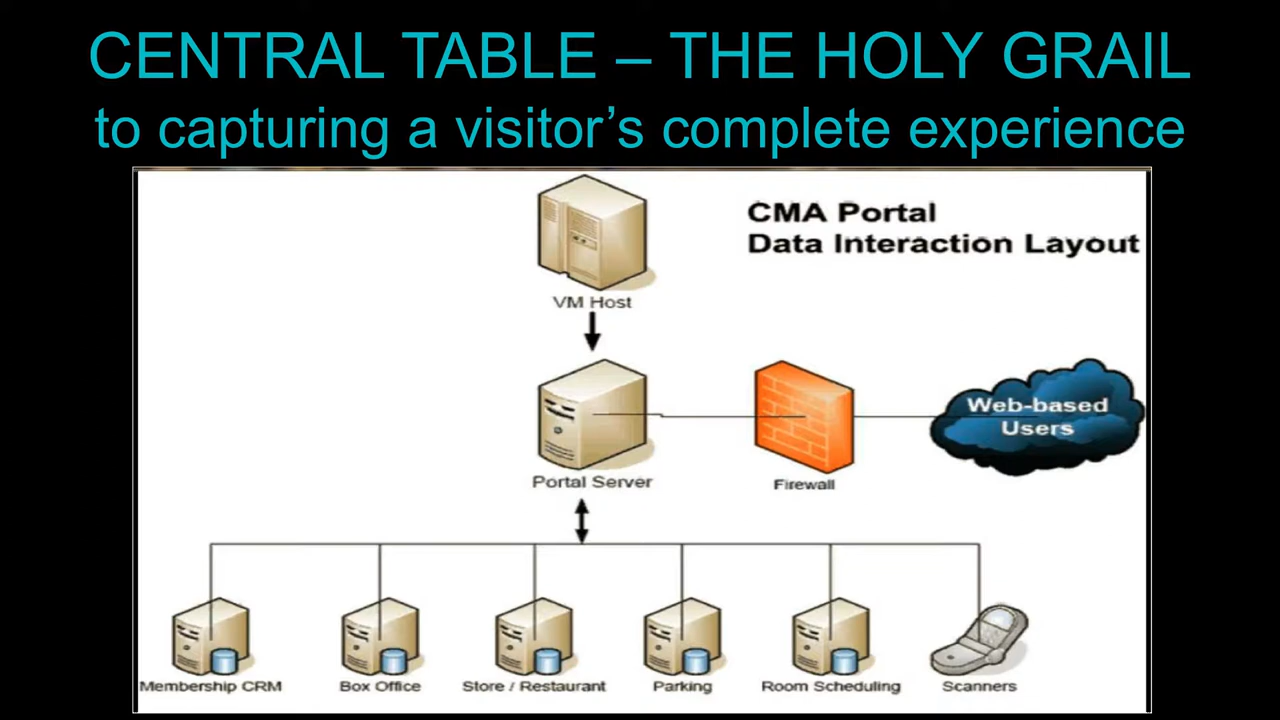 CENTRAL TABLE – THE HOLY GRAIL
to capturing a visitor’s complete experience
CMA Portal
Data Interaction Layout
VM Host
Web-based
Users
Portal Server
Firewall
Membership CRM
Box Office
Store / Restaurant
Parking
Room Scheduling
Scanners